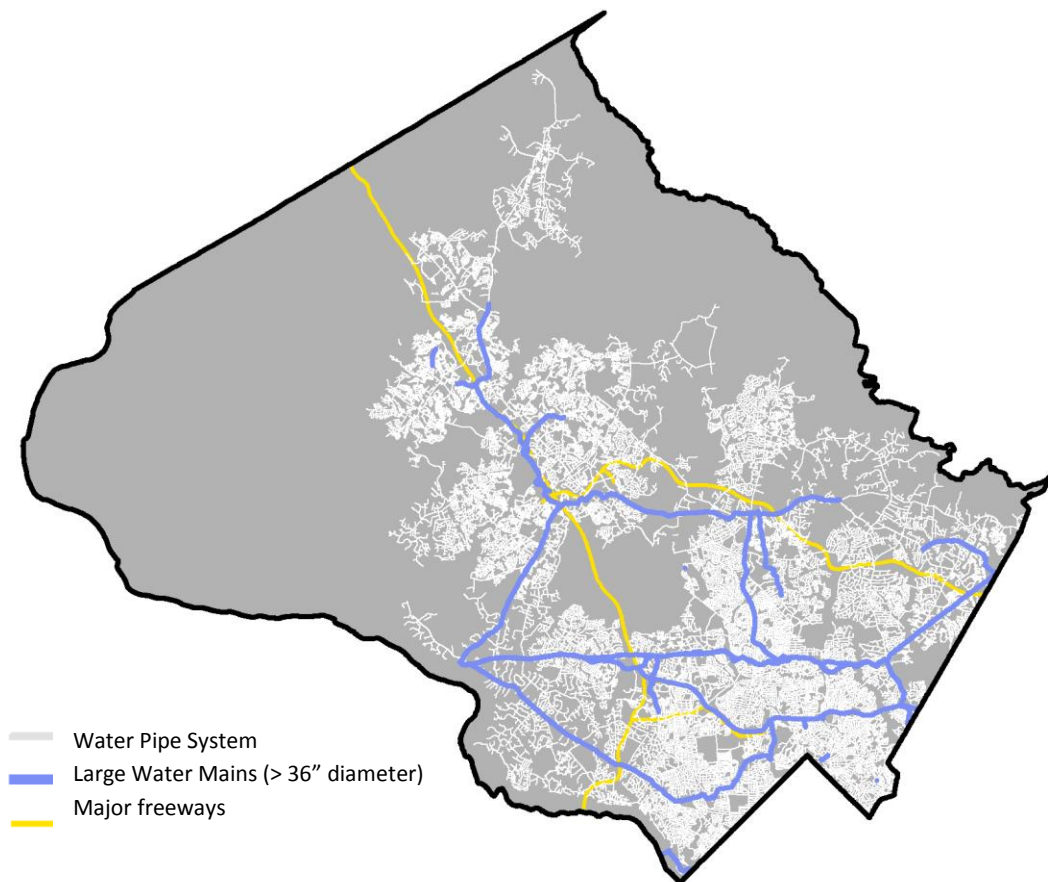 Water Pipe System
Large Water Mains (> 36” diameter)
Major freeways